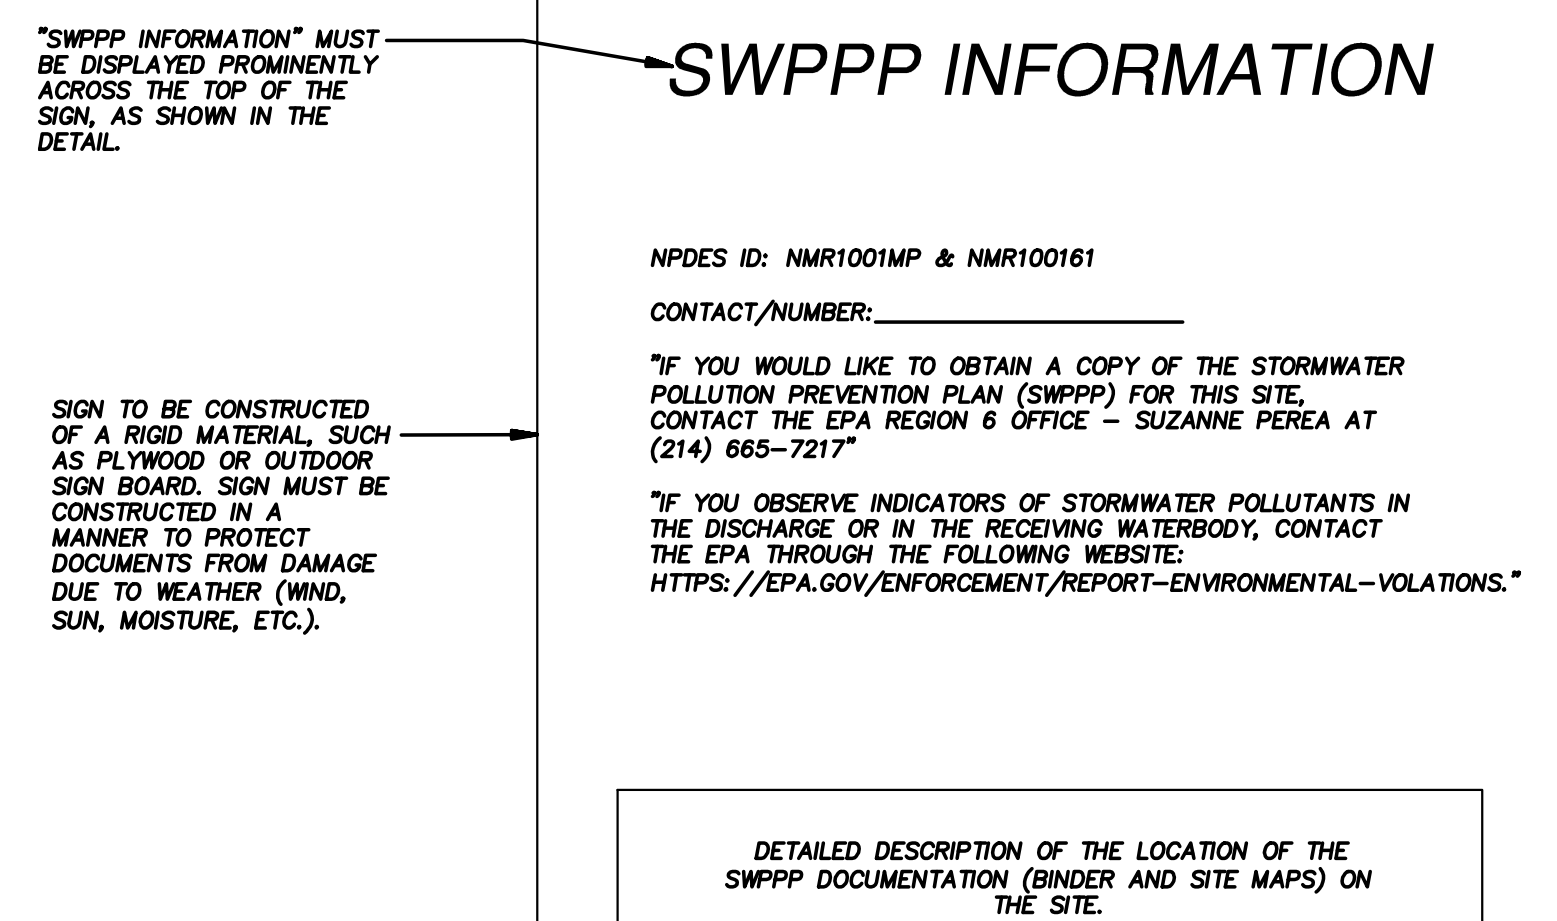 "SWPPP INFORMATION" MUST
BE DISPLAYED PROMINENTLY
ACROSS THE TOP OF THE
SIGN, AS SHOWN IN THE
DETAIL.
SWPPP INFORMATION
NPDES ID: NMR1001MP & NMR100161
CONTACT/NUMBER:
"IF YOU WOULD LIKE TO OBTAIN A COPY OF THE STORMWATER
POLLUTION PREVENTION PLAN (SWPPP) FOR THIS SITE,
CONTACT THE EPA REGION 6 OFFICE – SUZANNE PEREA AT
(214) 665–7217"
"IF YOU OBSERVE INDICATORS OF STORMWATER POLLUTANTS IN
THE DISCHARGE OR IN THE RECEIVING WATERBODY, CONTACT
THE EPA THROUGH THE FOLLOWING WEBSITE:
HTTPS://EPA.GOV/ENFORCEMENT/REPORT–ENVIRONMENTAL–VOLATIONS."
SIGN TO BE CONSTRUCTED
OF A RIGID MATERIAL, SUCH
AS PLYWOOD OR OUTDOOR
SIGN BOARD. SIGN MUST BE
CONSTRUCTED IN A
MANNER TO PROTECT
DOCUMENTS FROM DAMAGE
DUE TO WEATHER (WIND,
SUN, MOISTURE, ETC.).
DETAILED DESCRIPTION OF THE LOCATION OF THE
SWPPP DOCUMENTATION (BINDER AND SITE MAPS) ON
THE SITE.